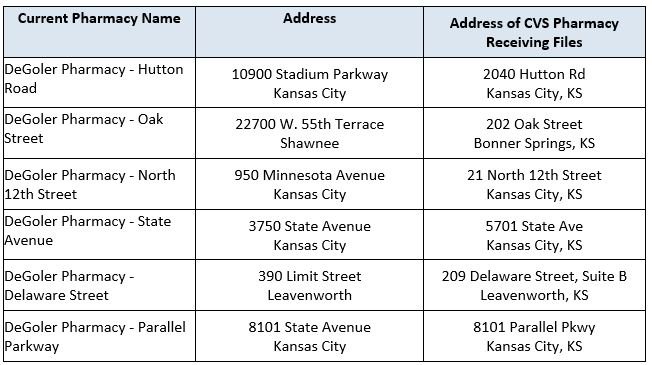 Current Pharmacy Name
Address
Address of CVS Pharmacy
Receiving Files
DeGoler Pharmacy - Hutton
Road
10900 Stadium Parkway
Kansas City
2040 Hutton Rd
Kansas City, KS
DeGoler Pharmacy - Oak
Street
22700 W. 55th Terrace
Shawnee
202 Oak Street
Bonner Springs, KS
DeGoler Pharmacy - North
12th Street
950 Minnesota Avenue
Kansas City
21 North 12th Street
Kansas City, KS
DeGoler Pharmacy - State
Avenue
3750 State Avenue
Kansas City
5701 State Ave
Kansas City, KS
DeGoler Pharmacy -
Delaware Street
390 Limit Street
Leavenworth
209 Delaware Street, Suite B
Leavenworth, KS
DeGoler Pharmacy - Parallel
Parkway
8101 State Avenue
Kansas City
8101 Parallel Pkwy
Kansas City, KS